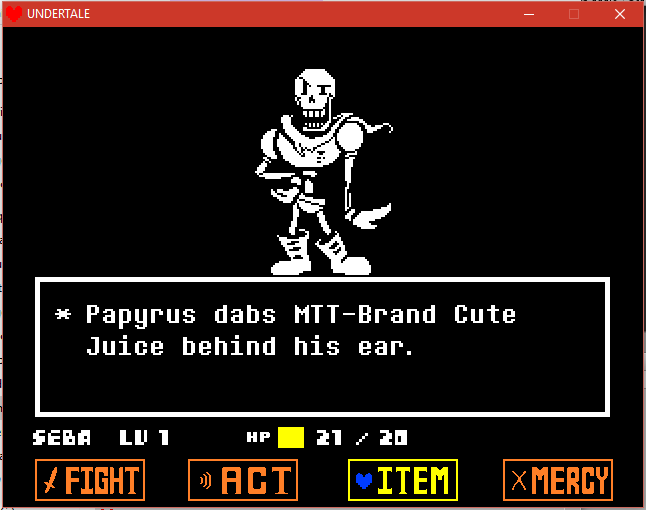 UNDERTALE
* Papyrus dabs MTT-Brand Cute
Juice behind his ear.
SEBA LV 1 HP 21 / 20
FIGHT ACT ITEM MERCY